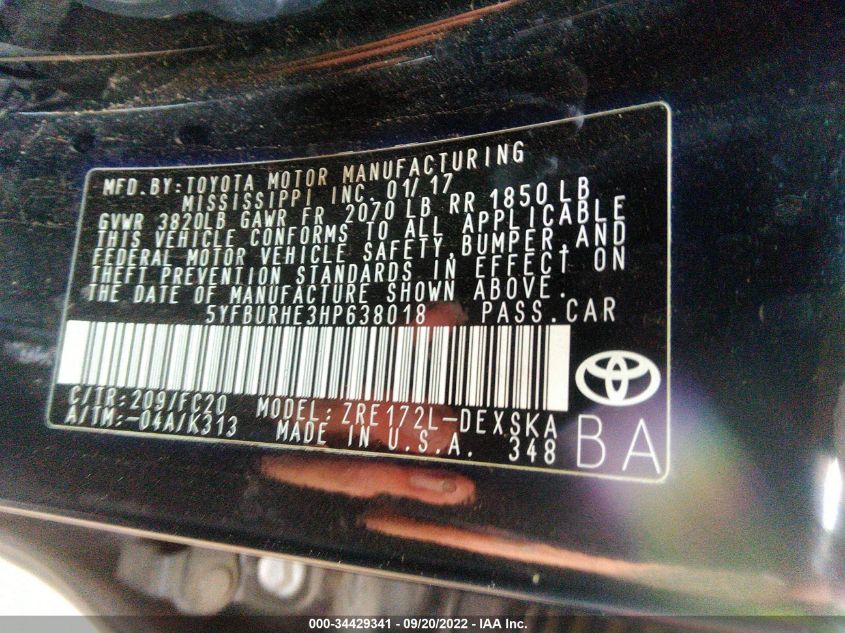 MFD.BY:TOYOTA MOTOR MANUFACTURING
MISSISSIPPI INC. 01/17
GVWR 3820LB GAWR FR 2070 LB RR 1850 LB
THIS VEHICLE CONFORMS TO ALL APPLICABLE
FEDERAL MOTOR VEHICLE SAFETY,BUMPER,AND
THEFT PREVENTION STANDARDS IN EFFECT ON
THE DATE OF MANUFACTURE SHOWN ABOVE.
5YFBURHE3HP638018 PASS.CAR
C/TR:209/FC20 MODEL:ZRE172L-DEXSKA
A/TM:-04A/K313 MADE IN U.S.A. 348
BA
000-34429341 - 09/20/2022 - IAA Inc.